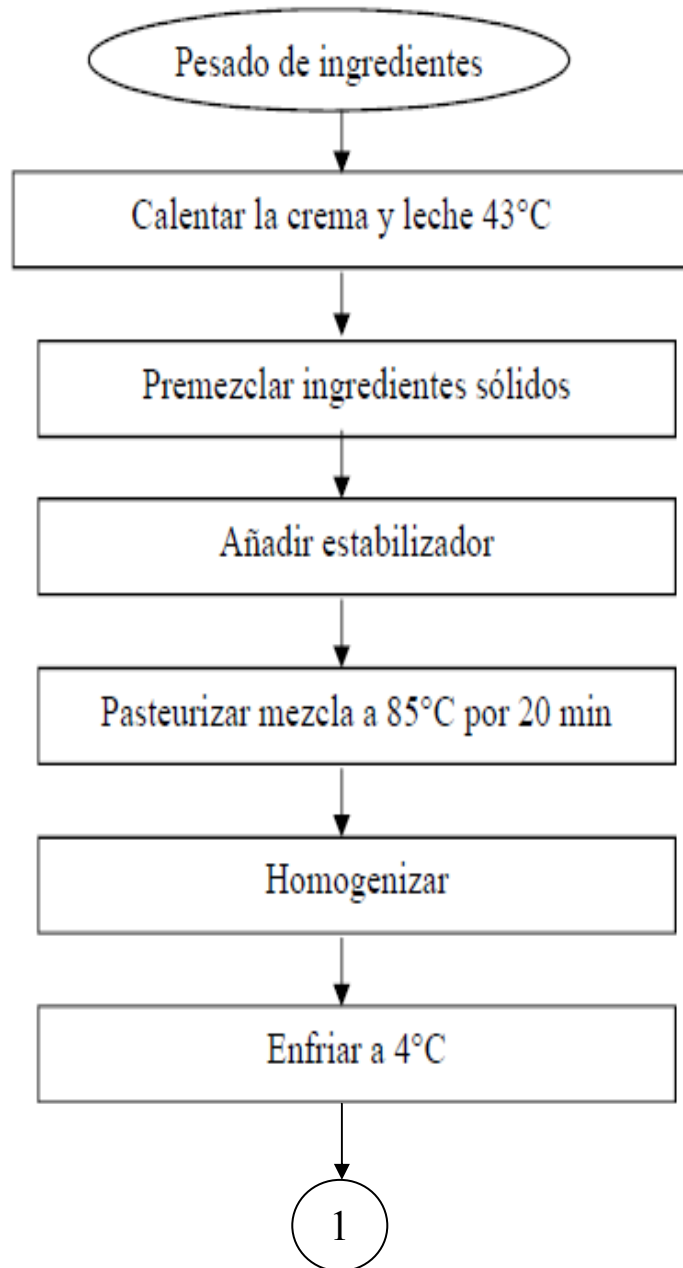 Pesado de ingredientes
Calentar la crema y leche 43°C
Premezclar ingredientes sólidos
Añadir estabilizador
Pasteurizar mezcla a 85°C por 20 min
Homogenizar
Enfriar a 4°C
1